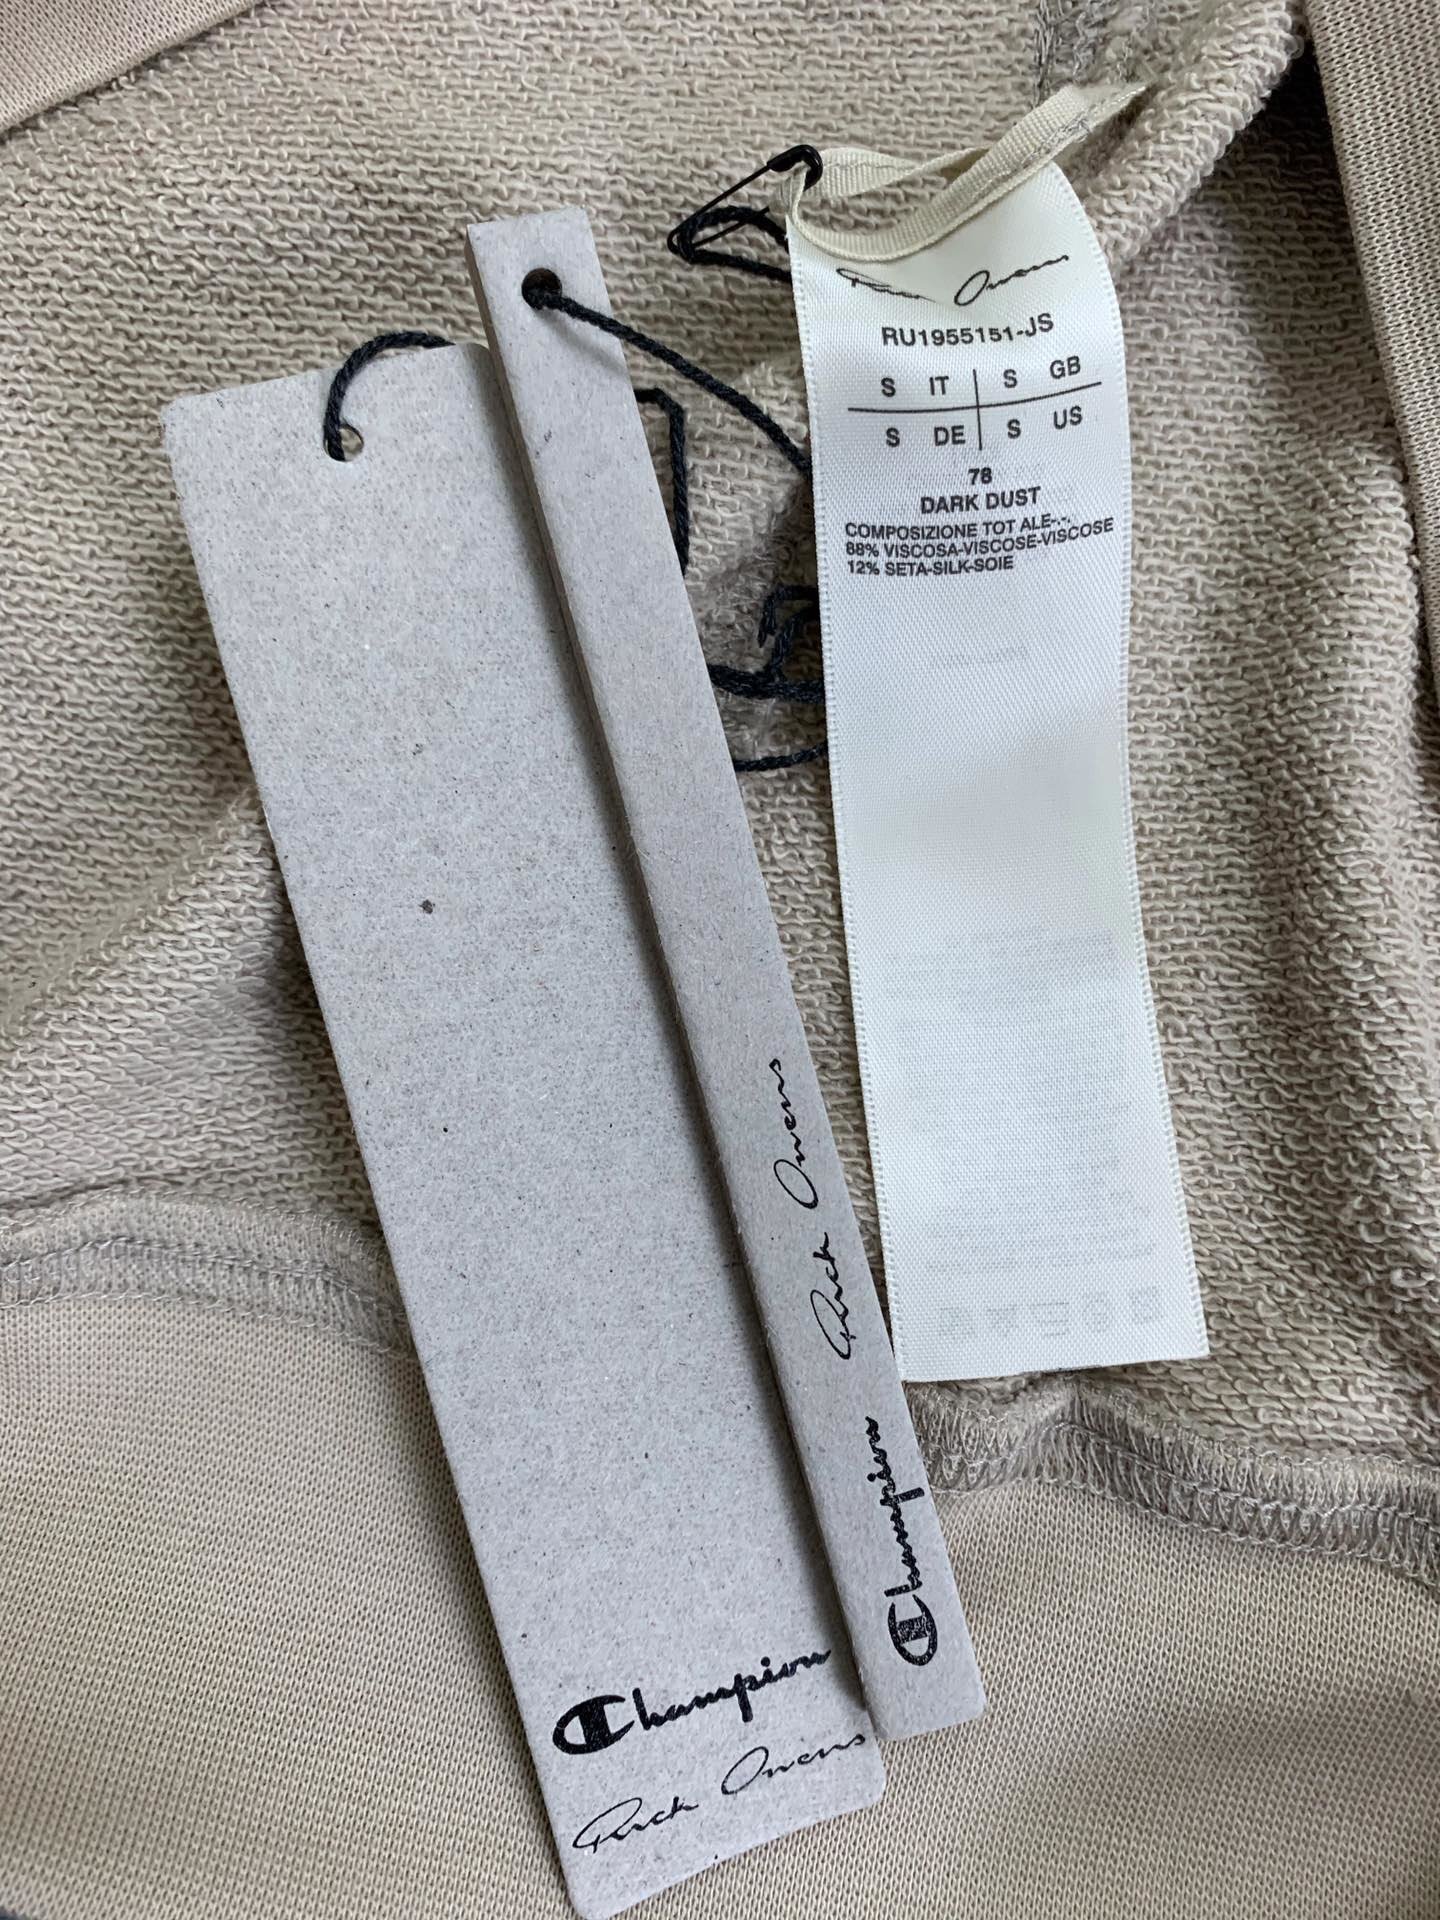 Rick Owens
RU1955151-JS
S IT S GB
S DE S US
78
DARK DUST
COMPOSIZIONE TOT ALE-.-.
88% VISCOSA-VISCOSE-VISCOSE
12% SETA-SILK-SOIE
Champion Rick Owens
Champion
Rick Owens